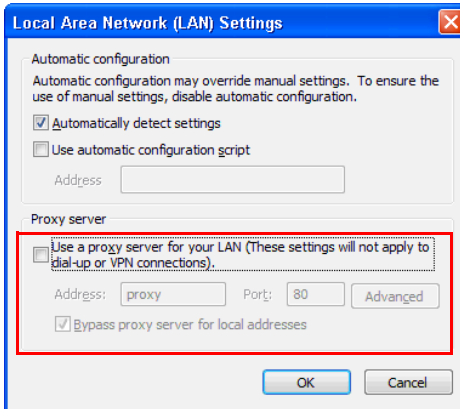 Local Area Network (LAN) Settings
Automatic configuration
Automatic configuration may override manual settings. To ensure the
use of manual settings, disable automatic configuration.
Automatically detect settings
Use automatic configuration script
Address
Proxy server
Use a proxy server for your LAN (These settings will not apply to
dial-up or VPN connections).
Address: proxy Port: 80 Advanced
Bypass proxy server for local addresses
OK Cancel